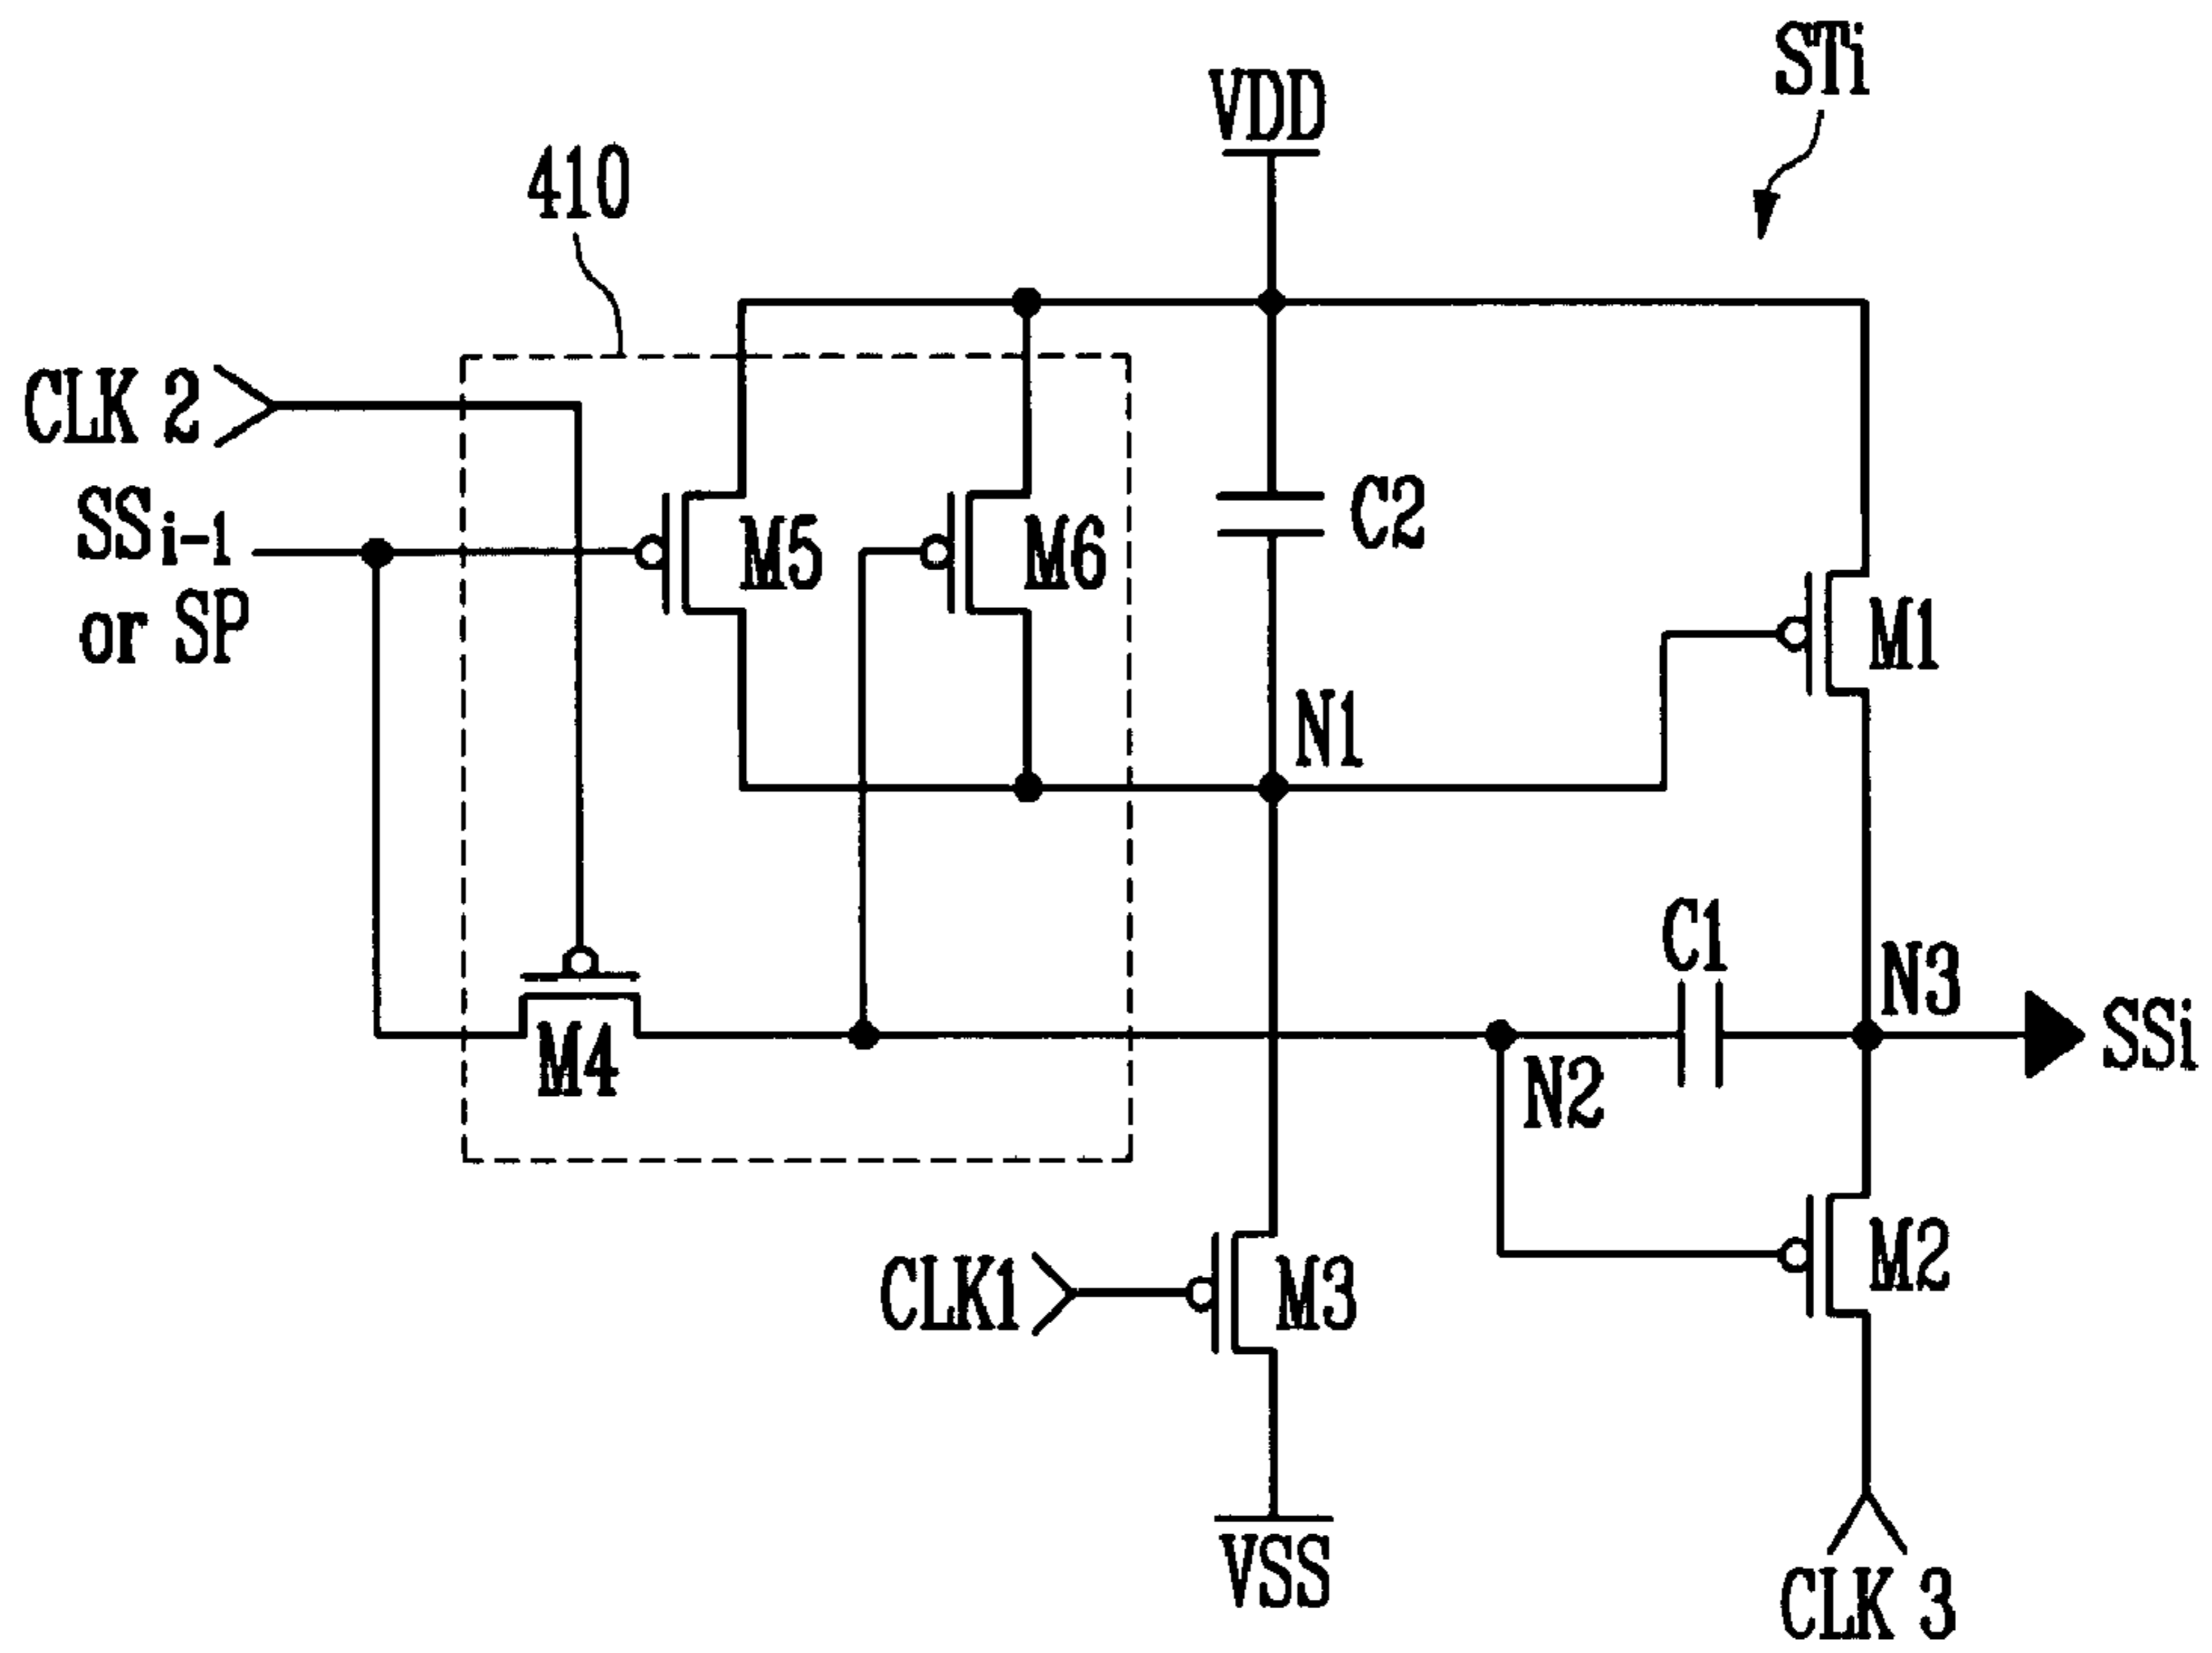 STi
VDD
410
CLK 2
SSi-1
or SP
M5
M6
C2
M1
N1
C1
N3
SSi
M4
N2
M2
CLK1
M3
VSS
CLK 3